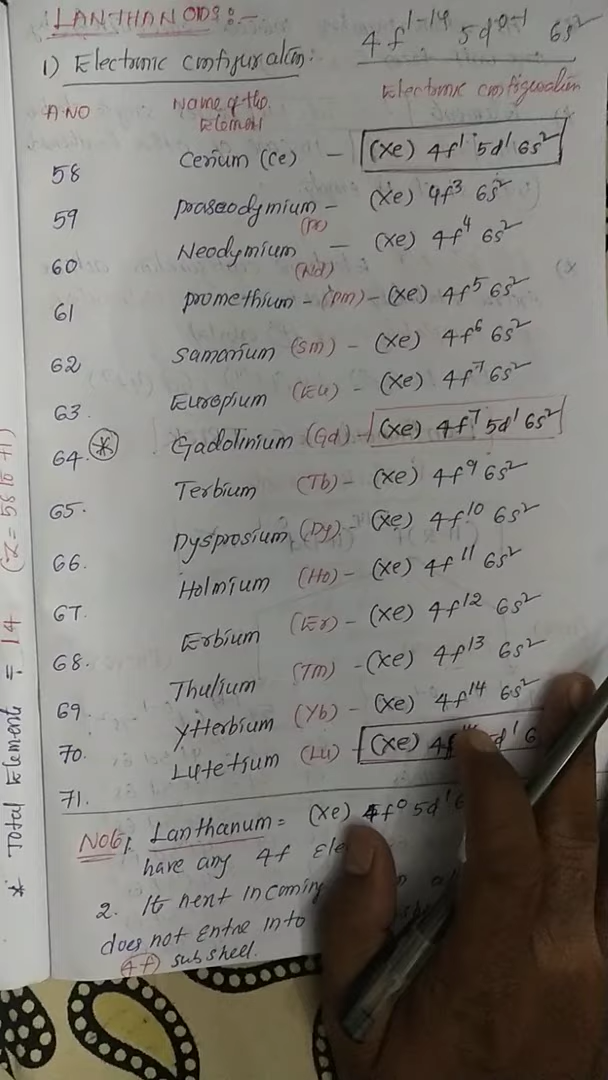 LANTHANODS:-
4f¹⁻¹⁴ 5d⁰⁻¹ 6s²
1) Electronic configuration:
A.NO Name of the Element Electronic configuration
58 Cerium (Ce) - (Xe) 4f¹ 5d¹ 6s²
59 praseodymium - (Pr) (Xe) 4f³ 6s²
60 Neodymium (Nd) - (Xe) 4f⁴ 6s²
61 promethium - (Pm) - (Xe) 4f⁵ 6s²
62 Samarium (Sm) - (Xe) 4f⁶ 6s²
63. Europium (Eu) - (Xe) 4f⁷ 6s²
64. * Gadolinium (Gd) - (Xe) 4f⁷ 5d¹ 6s²
65. Terbium (Tb) - (Xe) 4f⁹ 6s²
66. Dysprosium (Dy) - (Xe) 4f¹⁰ 6s²
67. Holmium (Ho) - (Xe) 4f¹¹ 6s²
68. Erbium (Er) - (Xe) 4f¹² 6s²
69. Thulium (Tm) - (Xe) 4f¹³ 6s²
70. Ytterbium (Yb) - (Xe) 4f¹⁴ 6s²
71. Lutetium (Lu) - (Xe) 5d¹ 6
* Total Element = 14 (Z = 58 to 71)
Note 1. Lanthanum = (Xe) 4f⁰ 5d¹
have any 4f
2. Its next incoming
does not entre into
(4f) subshell.